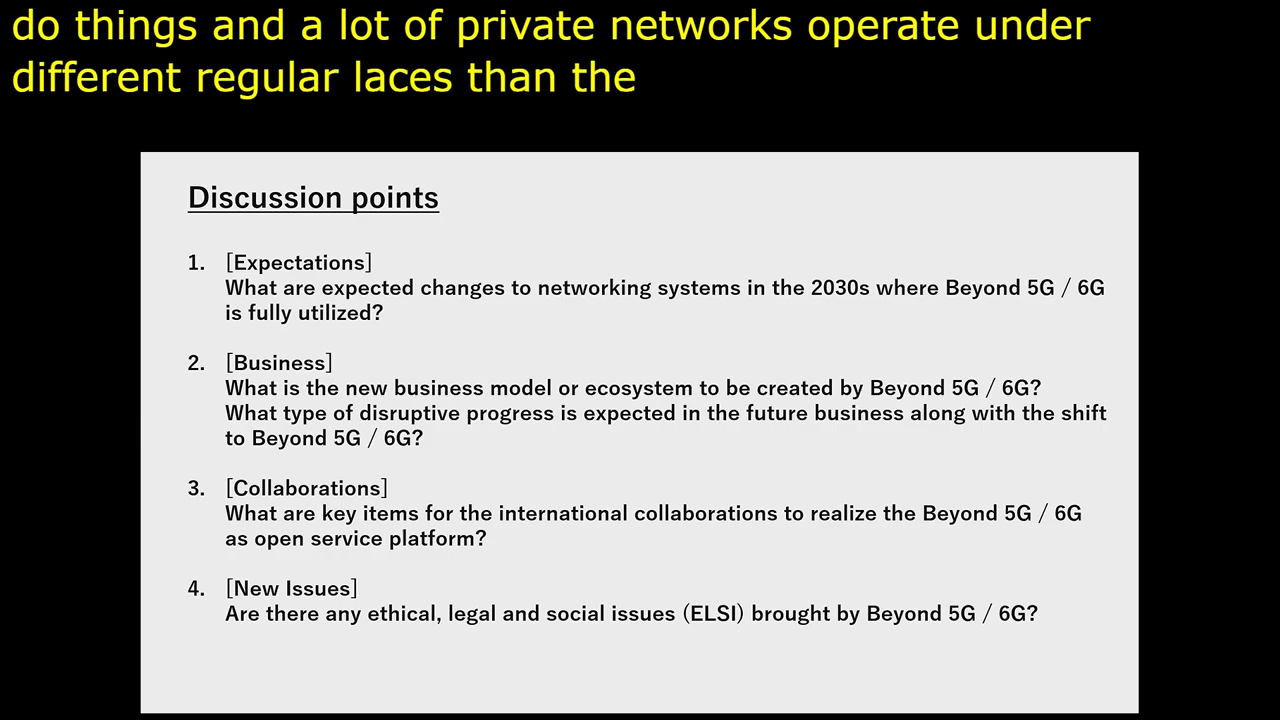 do things and a lot of private networks operate under
different regular laces than the
Discussion points
1. [Expectations]
What are expected changes to networking systems in the 2030s where Beyond 5G / 6G
is fully utilized?
2. [Business]
What is the new business model or ecosystem to be created by Beyond 5G / 6G?
What type of disruptive progress is expected in the future business along with the shift
to Beyond 5G / 6G?
3. [Collaborations]
What are key items for the international collaborations to realize the Beyond 5G / 6G
as open service platform?
4. [New Issues]
Are there any ethical, legal and social issues (ELSI) brought by Beyond 5G / 6G?